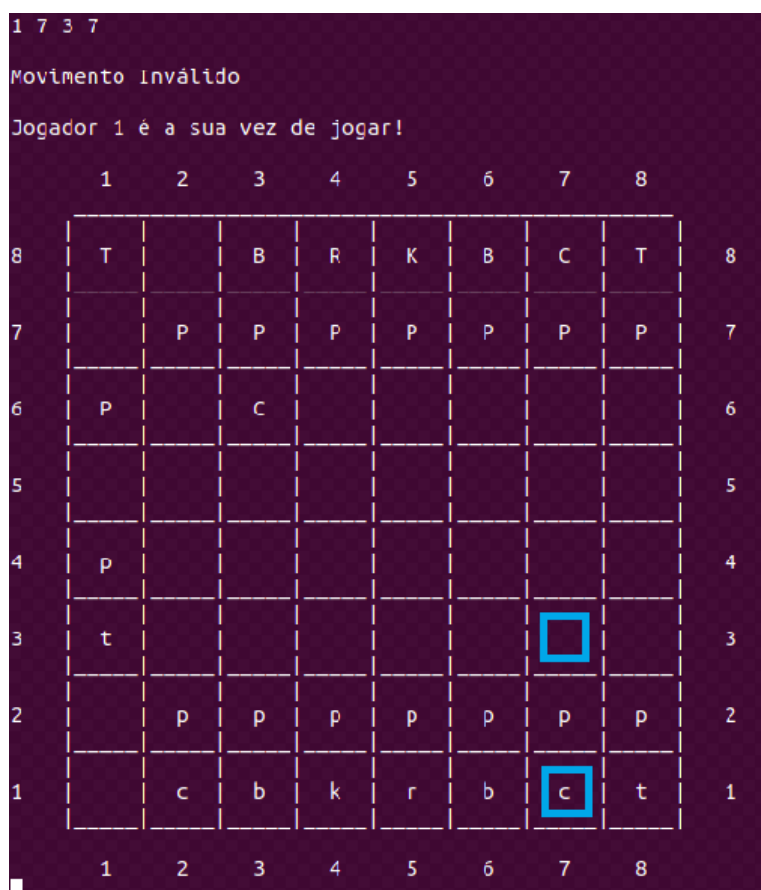 1 7 3 7
Movimento Inválido
Jogador 1 é a sua vez de jogar!
1 2 3 4 5 6 7 8
8 T B R K B C T 8
7 P P P P P P P 7
6 P C 6
5 5
4 p 4
3 t 3
2 p p p p p p p 2
1 c b k r b c t 1
1 2 3 4 5 6 7 8